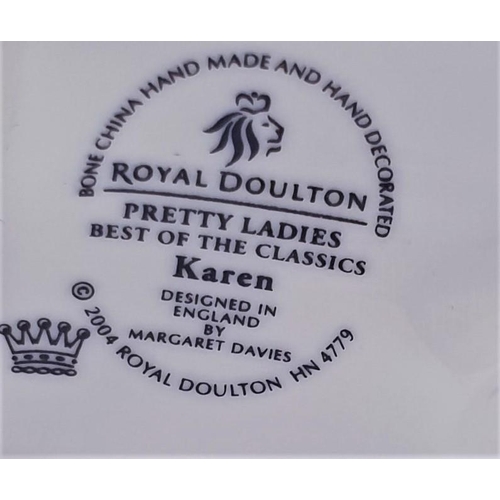 BONE CHINA HAND MADE AND HAND DECORATED
ROYAL DOULTON
PRETTY LADIES
BEST OF THE CLASSICS
Karen
DESIGNED IN
ENGLAND
BY
MARGARET DAVIES
© 2004 ROYAL DOULTON HN 4779